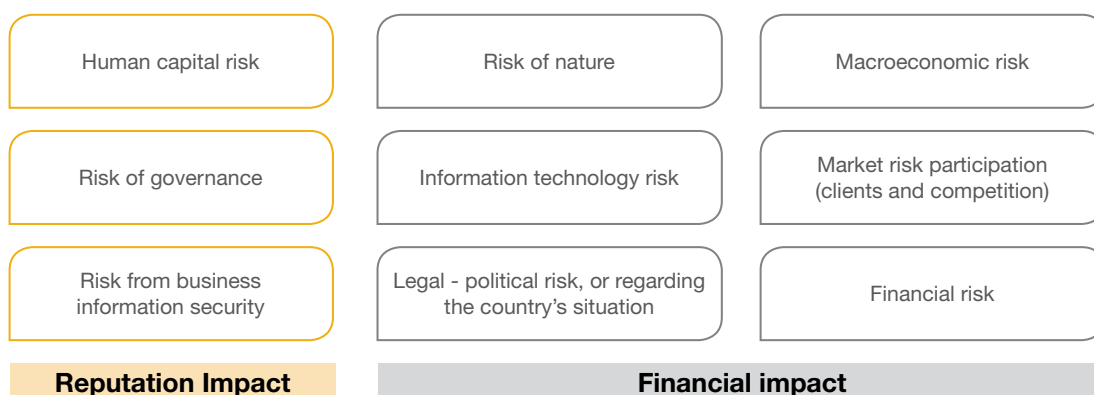 Human capital risk
Risk of nature
Macroeconomic risk
Risk of governance
Information technology risk
Market risk participation
(clients and competition)
Risk from business
information security
Legal - political risk, or regarding
the country's situation
Financial risk
Reputation Impact
Financial impact